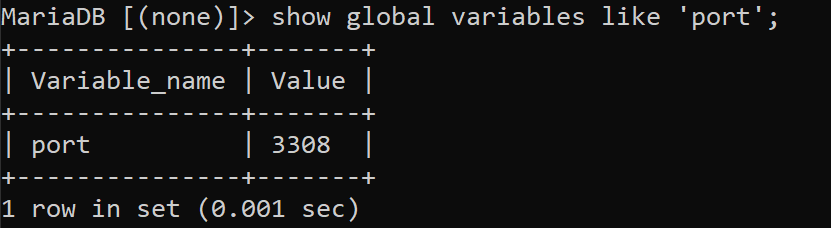 MariaDB [(none)]> show global variables like 'port';
+---------------+-------+
| Variable_name | Value |
+---------------+-------+
| port          | 3308  |
+---------------+-------+
1 row in set (0.001 sec)